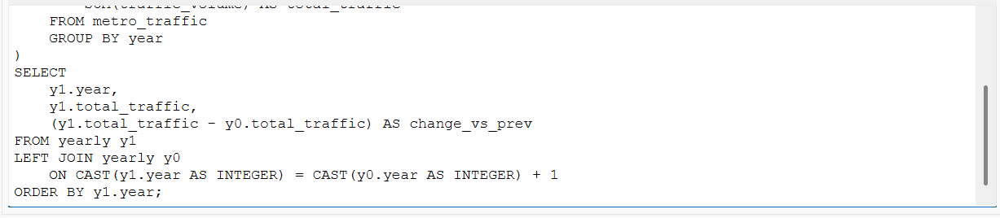 FROM metro_traffic
GROUP BY year
)
SELECT
y1.year,
y1.total_traffic,
(y1.total_traffic - y0.total_traffic) AS change_vs_prev
FROM yearly y1
LEFT JOIN yearly y0
ON CAST(y1.year AS INTEGER) = CAST(y0.year AS INTEGER) + 1
ORDER BY y1.year;